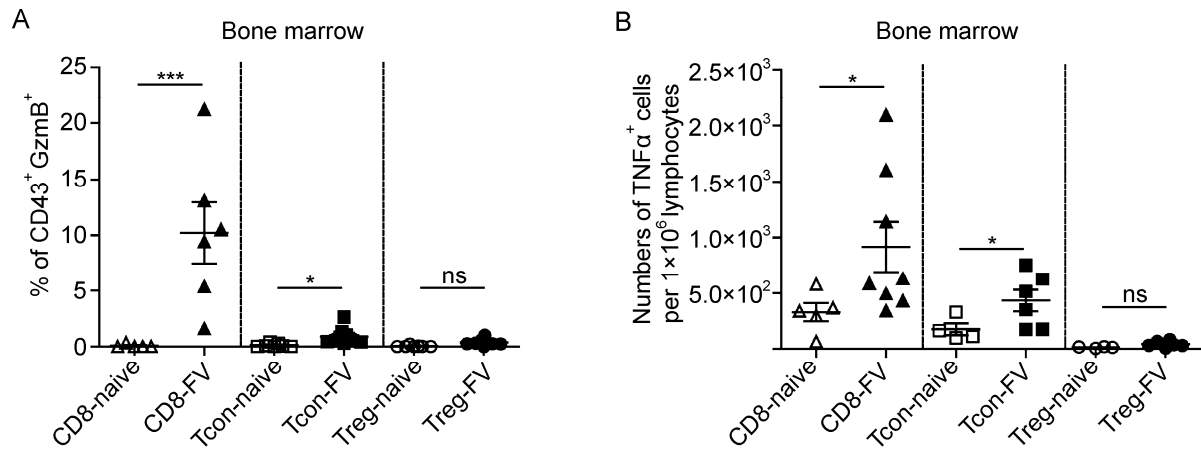 A
Bone marrow
% of CD43⁺ GzmB⁺
25
20
15
10
5
0
***
*
ns
CD8-naive
CD8-FV
Tcon-naive
Tcon-FV
Treg-naive
Treg-FV
B
Bone marrow
Numbers of TNFα⁺ cells
per 1×10⁶ lymphocytes
2.5×10³
2.0×10³
1.5×10³
1.0×10³
5.0×10²
*
*
ns
CD8-naive
CD8-FV
Tcon-naive
Tcon-FV
Treg-naive
Treg-FV